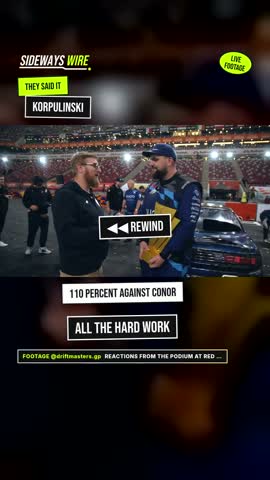 SIDEWAYS WIRE.
LIVE
FOOTAGE
THEY SAID IT
KORPULINSKI
REWIND
110 PERCENT AGAINST CONOR
ALL THE HARD WORK
FOOTAGE @driftmasters.gp REACTIONS FROM THE PODIUM AT RED ...